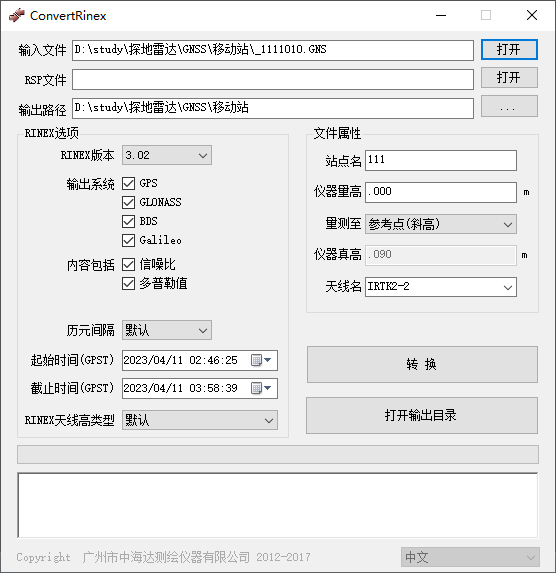 ConvertRinex
输入文件 D:\study\探地雷达\GNSS\移动站\_1111010.GNS 打开
RSP文件 打开
输出路径 D:\study\探地雷达\GNSS\移动站 ...
RINEX选项
RINEX版本 3.02
输出系统 GPS
GLONASS
BDS
Galileo
内容包括 信噪比
多普勒值
历元间隔 默认
起始时间(GPST) 2023/04/11 02:46:25
截止时间(GPST) 2023/04/11 03:58:39
RINEX天线高类型 默认
文件属性
站点名 111
仪器量高 .000 m
量测至 参考点(斜高)
仪器真高 .090 m
天线名 IRTK2-2
转 换
打开输出目录
Copyright 广州市中海达测绘仪器有限公司 2012-2017
中文